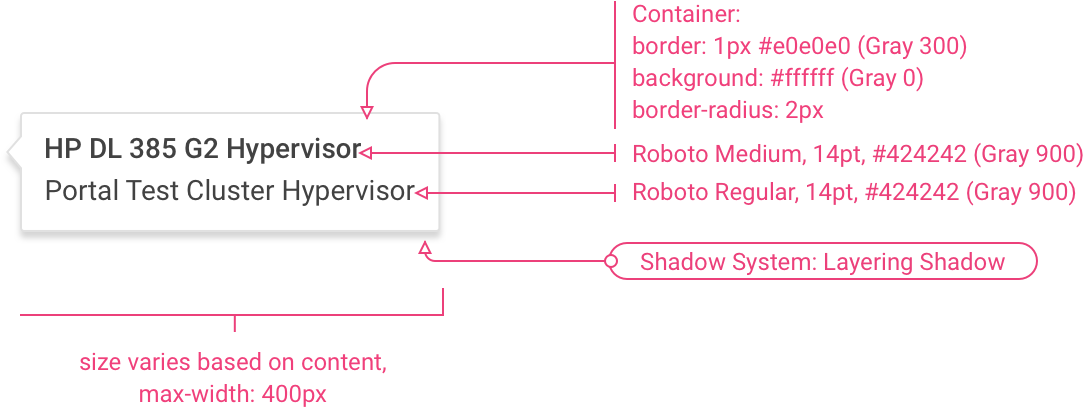 Container:
border: 1px #e0e0e0 (Gray 300)
background: #ffffff (Gray 0)
border-radius: 2px
HP DL 385 G2 Hypervisor
Roboto Medium, 14pt, #424242 (Gray 900)
Portal Test Cluster Hypervisor
Roboto Regular, 14pt, #424242 (Gray 900)
Shadow System: Layering Shadow
size varies based on content,
max-width: 400px